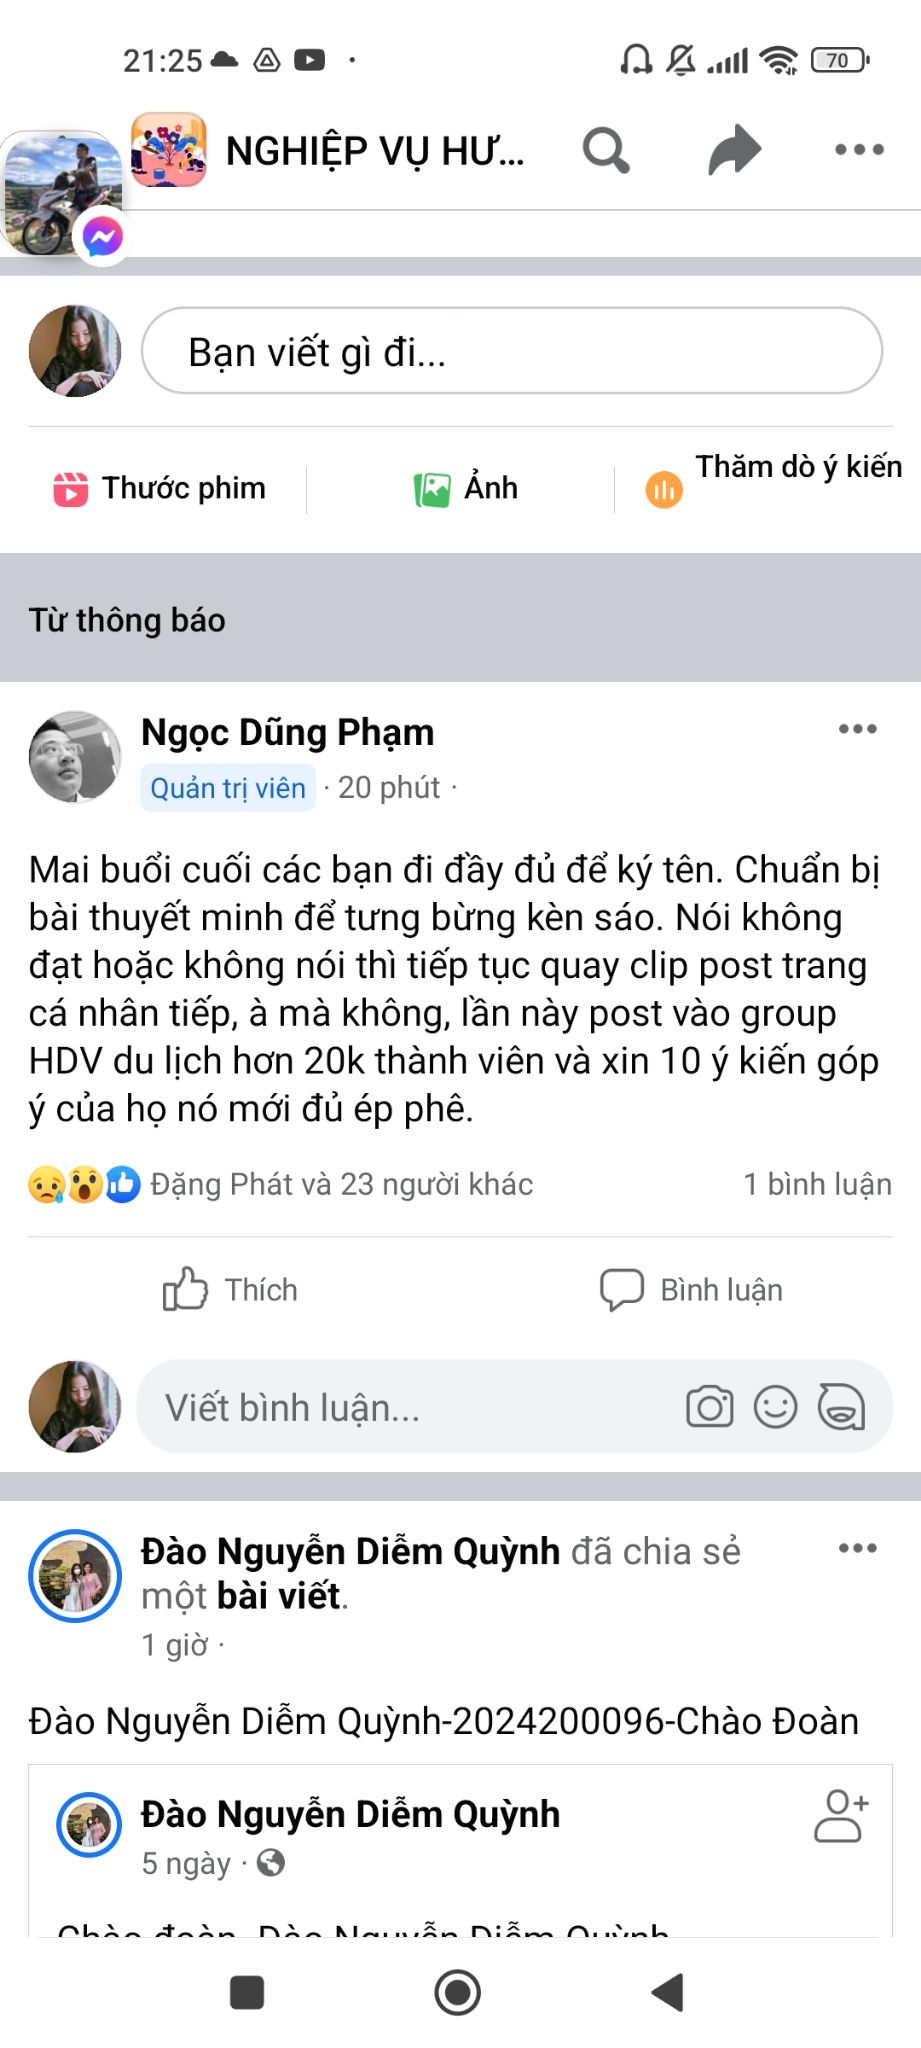 21:25
70
NGHIỆP VỤ HƯ...
Bạn viết gì đi...
Thước phim
Ảnh
Thăm dò ý kiến
Từ thông báo
Ngọc Dũng Phạm
Quản trị viên · 20 phút ·
Mai buổi cuối các bạn đi đầy đủ để ký tên. Chuẩn bị
bài thuyết minh để tưng bừng kèn sáo. Nói không
đạt hoặc không nói thì tiếp tục quay clip post trang
cá nhân tiếp, à mà không, lần này post vào group
HDV du lịch hơn 20k thành viên và xin 10 ý kiến góp
ý của họ nó mới đủ ép phê.
Đặng Phát và 23 người khác
1 bình luận
Thích
Bình luận
Viết bình luận...
Đào Nguyễn Diễm Quỳnh đã chia sẻ
một bài viết.
1 giờ ·
Đào Nguyễn Diễm Quỳnh-2024200096-Chào Đoàn
Đào Nguyễn Diễm Quỳnh
5 ngày ·
Chào đoàn- Đào Nguyễn Diễm Quỳnh